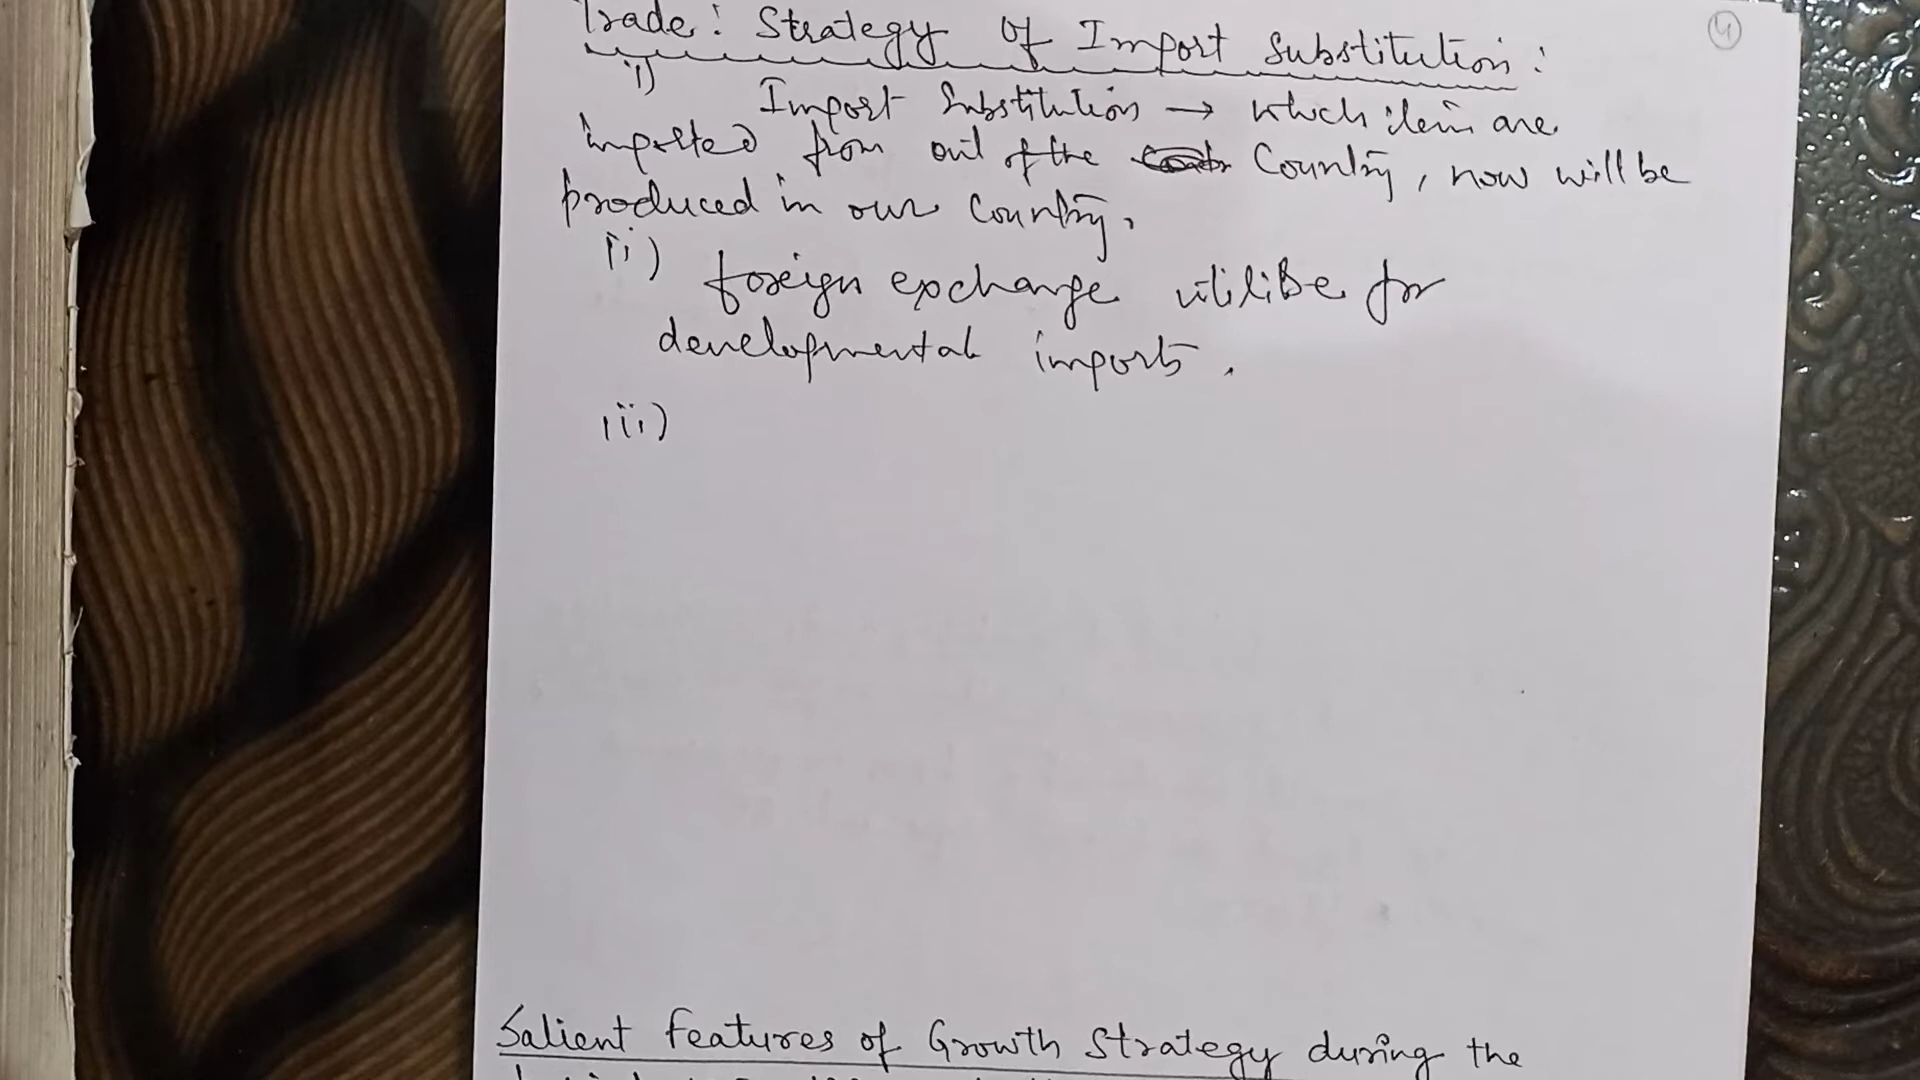 4
Trade: Strategy of Import Substitution:
i) Import Substitution → which item are
imported from out of the Country, now will be
produced in our Country.
ii) foreign exchange utilise for
developmental imports.
iii)
Salient features of Growth Strategy during the